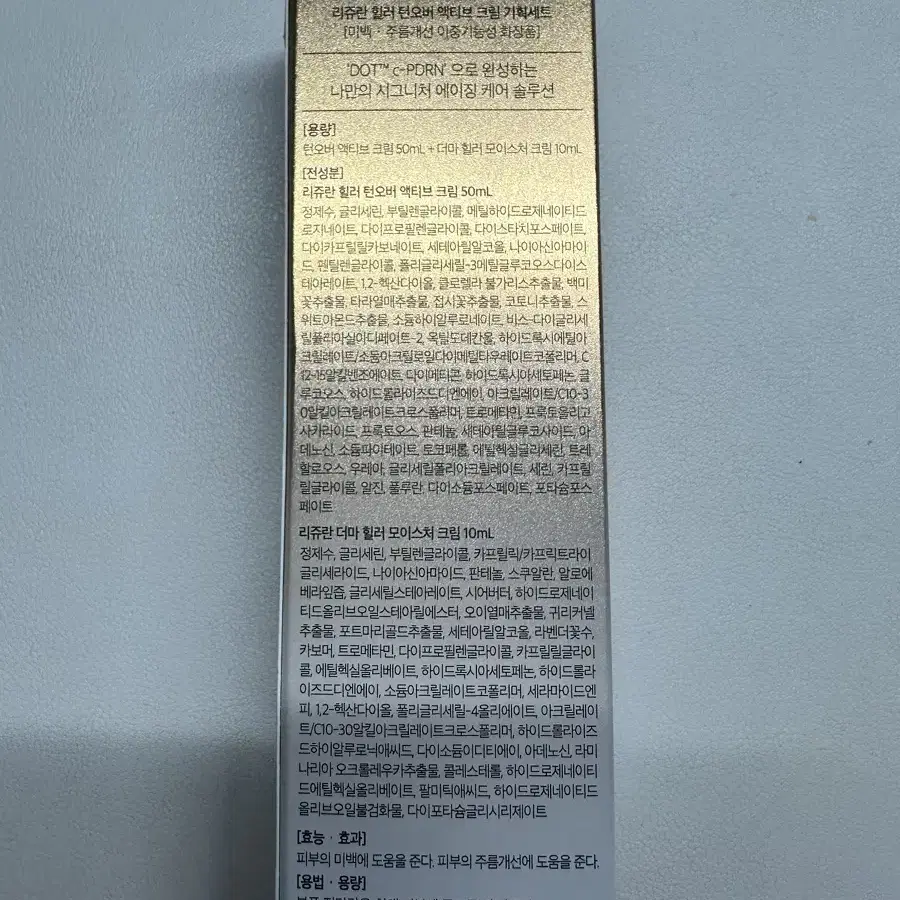 리쥬란 힐러 턴오버 액티브 크림 기획세트
[미백 · 주름개선 이중기능성 화장품]
'DOT™ c-PDRN' 으로 완성하는
나만의 시그니처 에이징 케어 솔루션
[용량]
턴오버 액티브 크림 50mL + 더마 힐러 모이스처 크림 10mL
[전성분]
리쥬란 힐러 턴오버 액티브 크림 50mL
정제수, 글리세린, 부틸렌글라이콜, 메틸하이드로제네이티드
로지네이트, 다이프로필렌글라이콜, 다이스타치포스페이트,
다이카프릴릴카보네이트, 세테아릴알코올, 나이아신아마이
드, 펜틸렌글라이콜, 폴리글리세릴-3메틸글루코오스다이스
테아레이트, 1,2-헥산다이올, 클로렐라 불가리스추출물, 백미
꽃추출물, 타라열매추출물, 접시꽃추출물, 코토니추출물, 스
위트아몬드추출물, 소듐하이알루로네이트, 비스-다이글리세
릴폴리아실아디페이트-2, 옥틸도데칸올, 하이드록시에틸아
크릴레이트/소듐아크릴로일다이메틸타우레이트코폴리머, C
12-15알킬벤조에이트, 다이메티콘, 하이드록시아세토페논, 글
루코오스, 하이드롤라이즈드디엔에이, 아크릴레이트/C10-3
0알킬아크릴레이트크로스폴리머, 트로메타민, 프룩토올리고
사카라이드, 프룩토오스, 판테놀, 세테아릴글루코사이드, 아
데노신, 소듐파이테이트, 토코페롤, 에틸헥실글리세린, 트레
할로오스, 우레아, 글리세릴폴리아크릴레이트, 세린, 카프릴
릴글라이콜, 알진, 풀루란, 다이소듐포스페이트, 포타슘포스
페이트
리쥬란 더마 힐러 모이스처 크림 10mL
정제수, 글리세린, 부틸렌글라이콜, 카프릴릭/카프릭트라이
글리세라이드, 나이아신아마이드, 판테놀, 스쿠알란, 알로에
베라잎즙, 글리세릴스테아레이트, 시어버터, 하이드로제네이
티드올리브오일스테아릴에스터, 오이열매추출물, 귀리커넬
추출물, 포트마리골드추출물, 세테아릴알코올, 라벤더꽃수,
카보머, 트로메타민, 다이프로필렌글라이콜, 카프릴릴글라이
콜, 에틸헥실올리베이트, 하이드록시아세토페논, 하이드롤라
이즈드디엔에이, 소듐아크릴레이트코폴리머, 세라마이드엔
피, 1,2-헥산다이올, 폴리글리세릴-4올리에이트, 아크릴레이
트/C10-30알킬아크릴레이트크로스폴리머, 하이드롤라이즈
드하이알루로닉애씨드, 다이소듐이디티에이, 아데노신, 라미
나리아 오크롤레우카추출물, 콜레스테롤, 하이드로제네이티
드에틸헥실올리베이트, 팔미틱애씨드, 하이드로제네이티드
올리브오일불검화물, 다이포타슘글리시리제이트
[효능 · 효과]
피부의 미백에 도움을 준다. 피부의 주름개선에 도움을 준다.
[용법 · 용량]